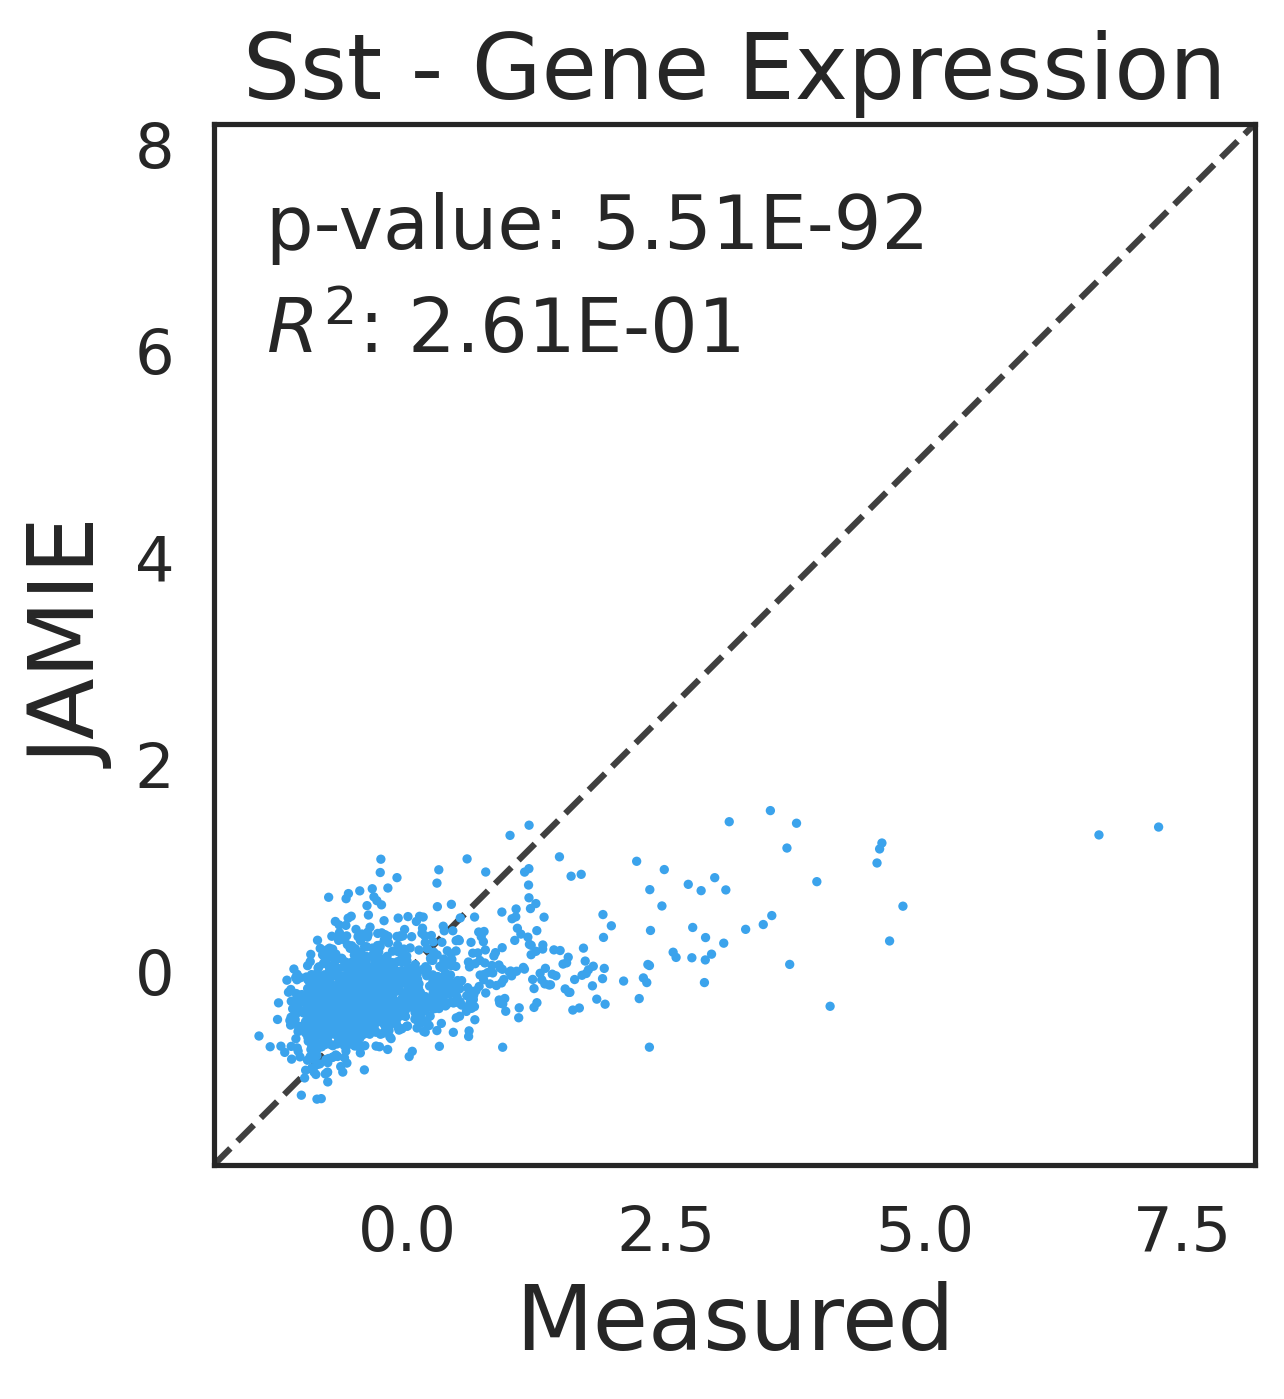 Sst - Gene Expression
p-value: 5.51E-92
R²: 2.61E-01
8
6
4
2
0
JAMIE
0.0 2.5 5.0 7.5
Measured